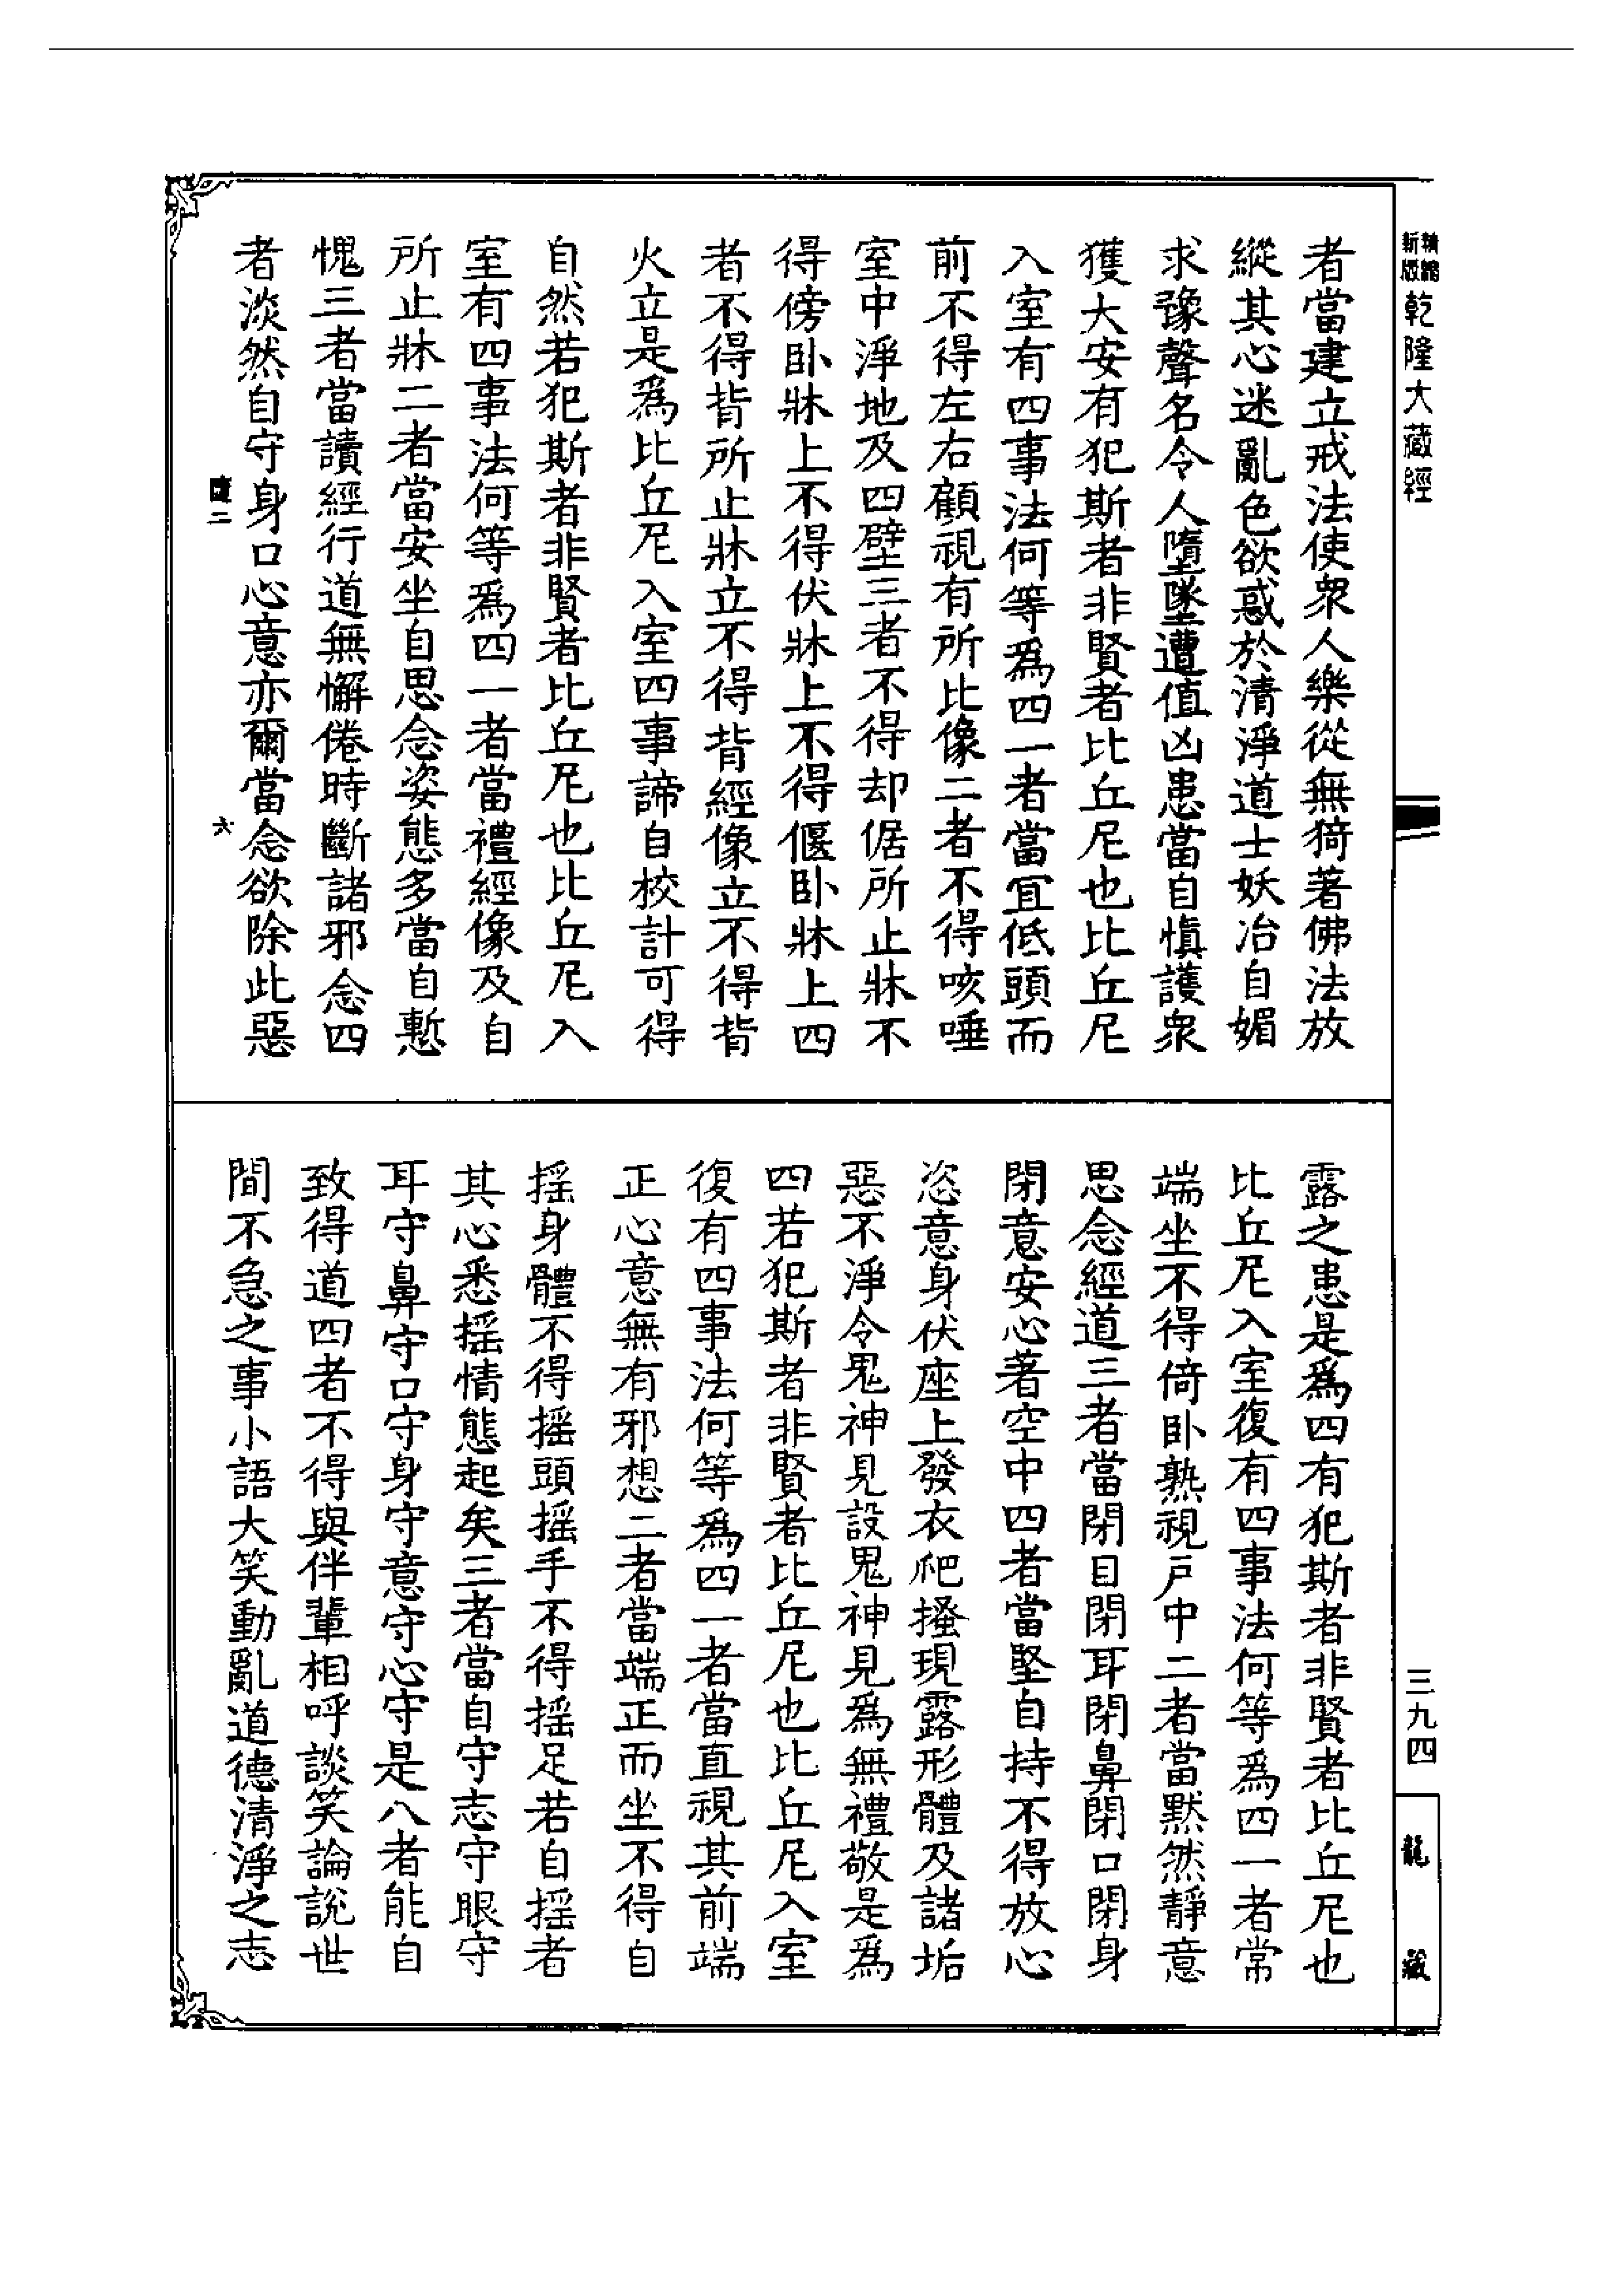 精縮
新版
乾隆大藏經
三九四
龍藏
者當建立戒法使衆人樂從無猗著佛法放
縱其心迷亂色欲惑於清淨道士妖冶自媚
求豫聲名令人墮墜遭值凶患當自慎護衆
獲大安有犯斯者非賢者比丘尼也比丘尼
入室有四事法何等爲四一者當宜低頭而
前不得左右顧視有所比像二者不得咳唾
室中淨地及四壁三者不得却倨所止牀不
得傍卧牀上不得伏牀上不得偃卧牀上四
者不得背所止牀立不得背經像立不得背
火立是爲比丘尼入室四事諦自校計可得
自然若犯斯者非賢者比丘尼也比丘尼入
室有四事法何等爲四一者當禮經像及自
所止牀二者當安坐自思念姿態多當自慙
愧三者當讀經行道無懈倦時斷諸邪念四
者淡然自守身口心意亦爾當念欲除此惡
二 六
露之患是爲四有犯斯者非賢者比丘尼也
比丘尼入室復有四事法何等爲四一者常
端坐不得倚卧熟視戶中二者當默然靜意
思念經道三者當閉目閉耳閉鼻閉口閉身
閉意安心著空中四者當堅自持不得放心
恣意身伏座上發衣爬搔現露形體及諸垢
惡不淨令鬼神見設鬼神見爲無禮敬是爲
四若犯斯者非賢者比丘尼也比丘尼入室
復有四事法何等爲四一者當直視其前端
正心意無有邪想二者當端正而坐不得自
搖身體不得搖頭搖手不得搖足若自搖者
其心悉搖情態起矣三者當自守志守眼守
耳守鼻守口守身守意守心守是八者能自
致得道四者不得與伴輩相呼談笑論說世
間不急之事小語大笑動亂道德清淨之志